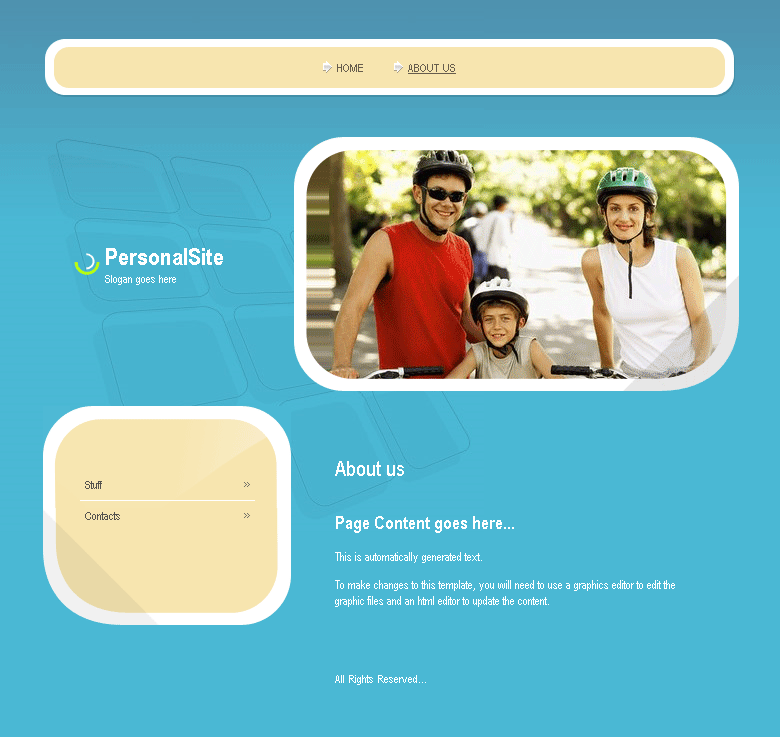 HOME
ABOUT US
PersonalSite
Slogan goes here
Stuff »
Contacts »
About us
Page Content goes here...
This is automatically generated text.
To make changes to this template, you will need to use a graphics editor to edit the
graphic files and an html editor to update the content.
All Rights Reserved...